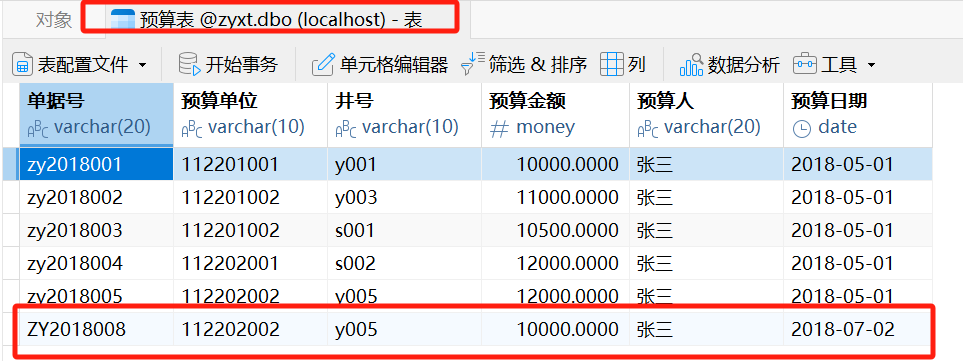 对象 预算表 @zyxt.dbo (localhost) - 表
表配置文件 开始事务 单元格编辑器 筛选 & 排序 列 数据分析 工具
单据号 预算单位 井号 预算金额 预算人 预算日期
ABC varchar(20) ABC varchar(10) ABC varchar(10) # money ABC varchar(20) date
zy2018001 112201001 y001 10000.0000 张三 2018-05-01
zy2018002 112201002 y003 11000.0000 张三 2018-05-01
zy2018003 112201002 s001 10500.0000 张三 2018-05-01
zy2018004 112202001 s002 12000.0000 张三 2018-05-01
zy2018005 112202002 y005 12000.0000 张三 2018-05-01
ZY2018008 112202002 y005 10000.0000 张三 2018-07-02